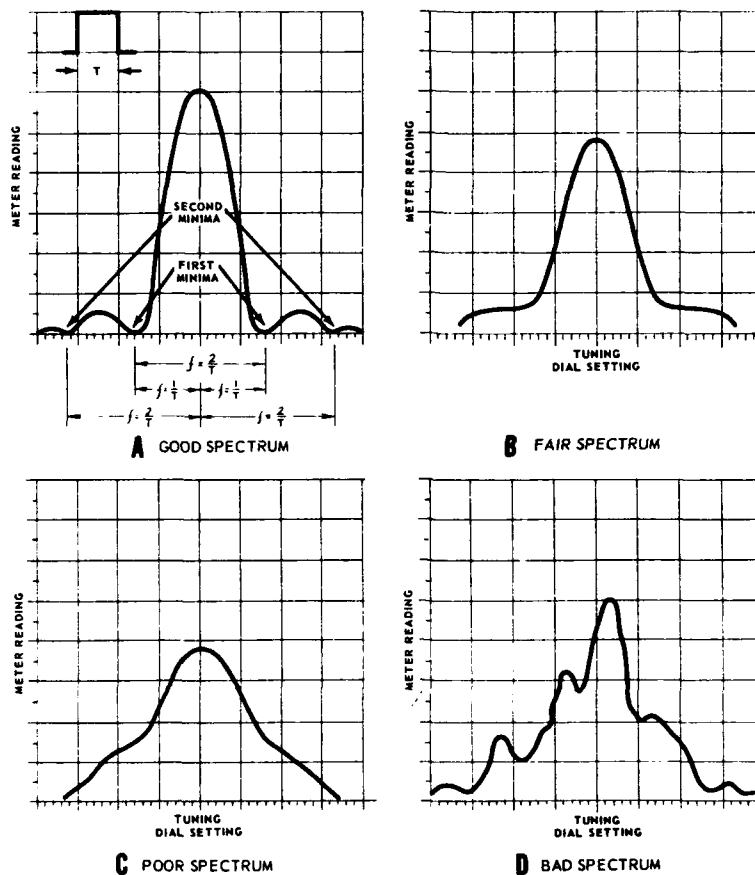 T
METER READING
SECOND
MINIMA
FIRST
MINIMA
f = 2/T
f = 1/T
f = 1/T
f = 2/T
f = 2/T
A GOOD SPECTRUM
METER READING
TUNING
DIAL SETTING
B FAIR SPECTRUM
METER READING
TUNING
DIAL SETTING
C POOR SPECTRUM
METER READING
TUNING
DIAL SETTING
D BAD SPECTRUM